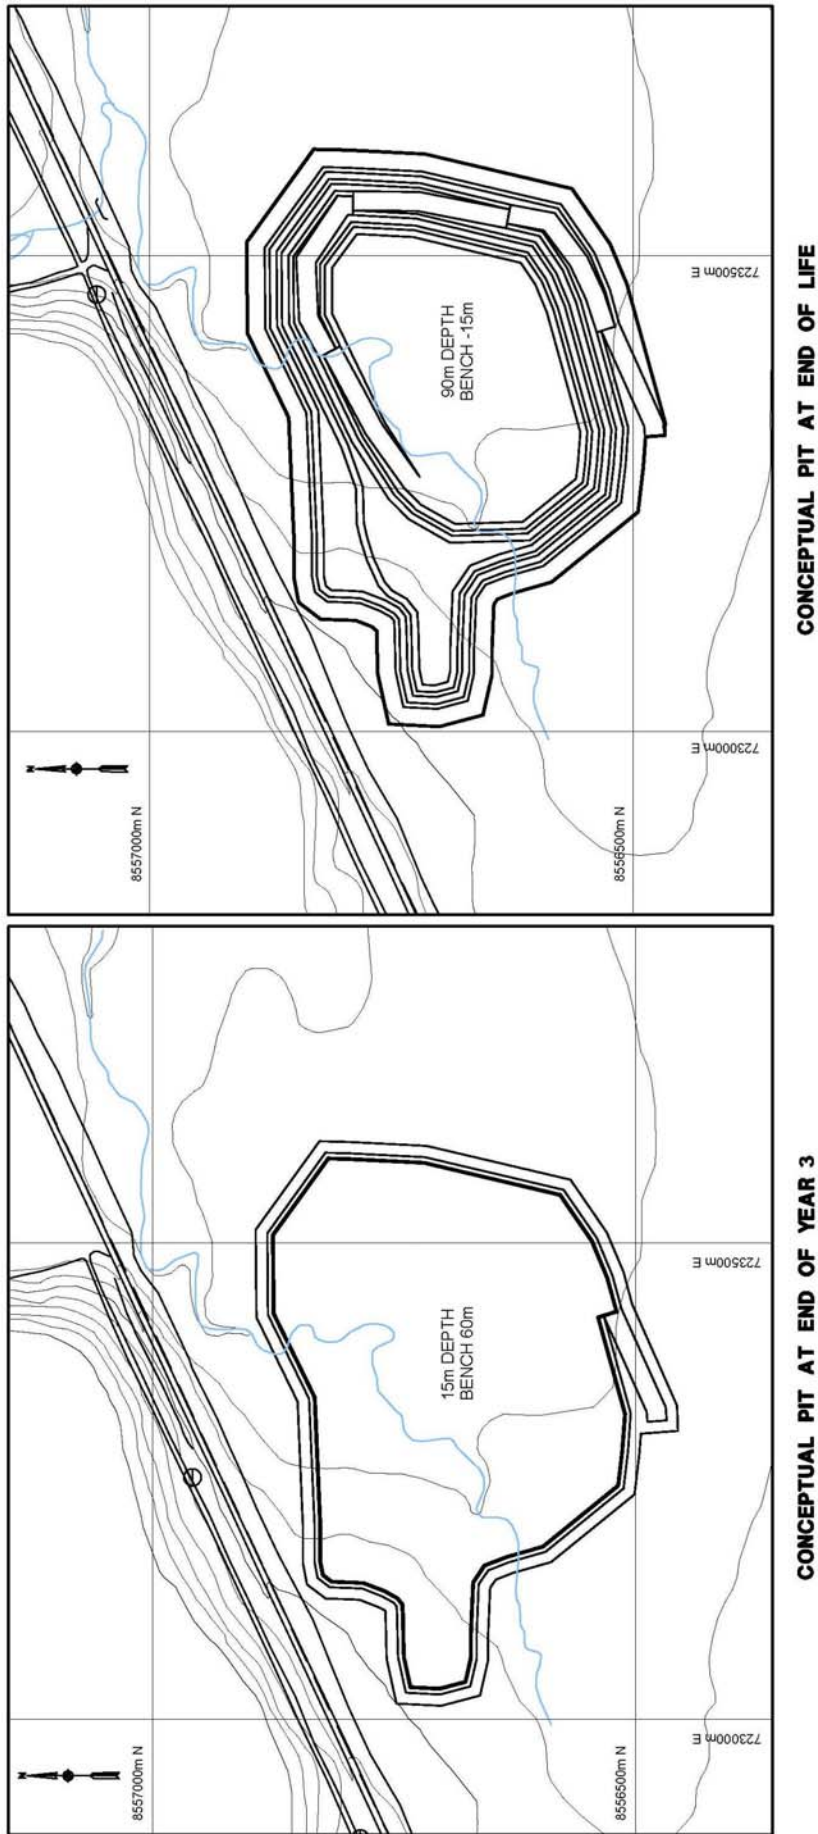 N
8557000m N
8556500m N
723000m E
723500m E
15m DEPTH
BENCH 60m
CONCEPTUAL PIT AT END OF YEAR 3
N
8557000m N
8556500m N
723000m E
723500m E
90m DEPTH
BENCH -15m
CONCEPTUAL PIT AT END OF LIFE